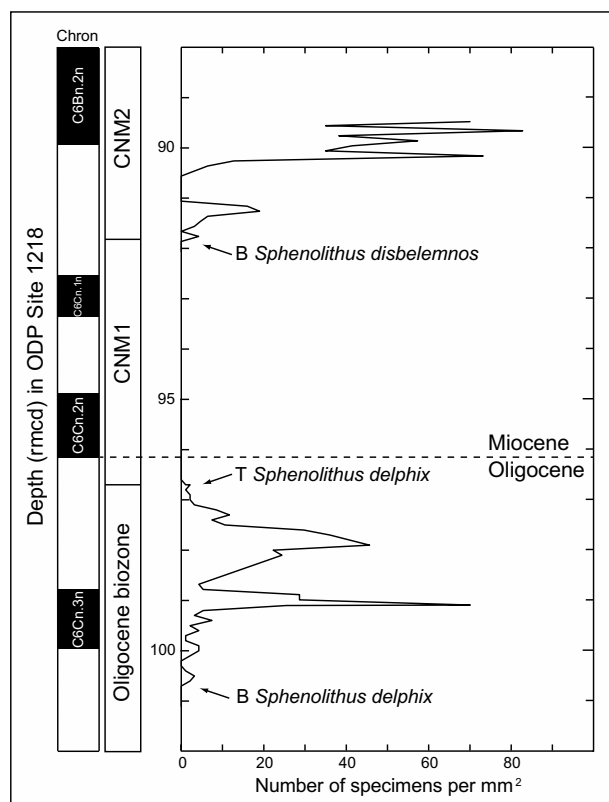 Chron
Depth (rmcd) in ODP Site 1218
C6Bn.2n
C6Cn.1n
C6Cn.2n
C6Cn.3n
CNM2
CNM1
Oligocene biozone
90
95
100
B Sphenolithus disbelemnos
Miocene
Oligocene
T Sphenolithus delphix
B Sphenolithus delphix
0 20 40 60 80
Number of specimens per mm²